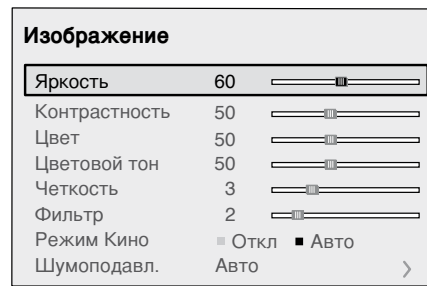 Изображение
Яркость 60
Контрастность 50
Цвет 50
Цветовой тон 50
Четкость 3
Фильтр 2
Режим Кино Откл Авто
Шумоподавл. Авто